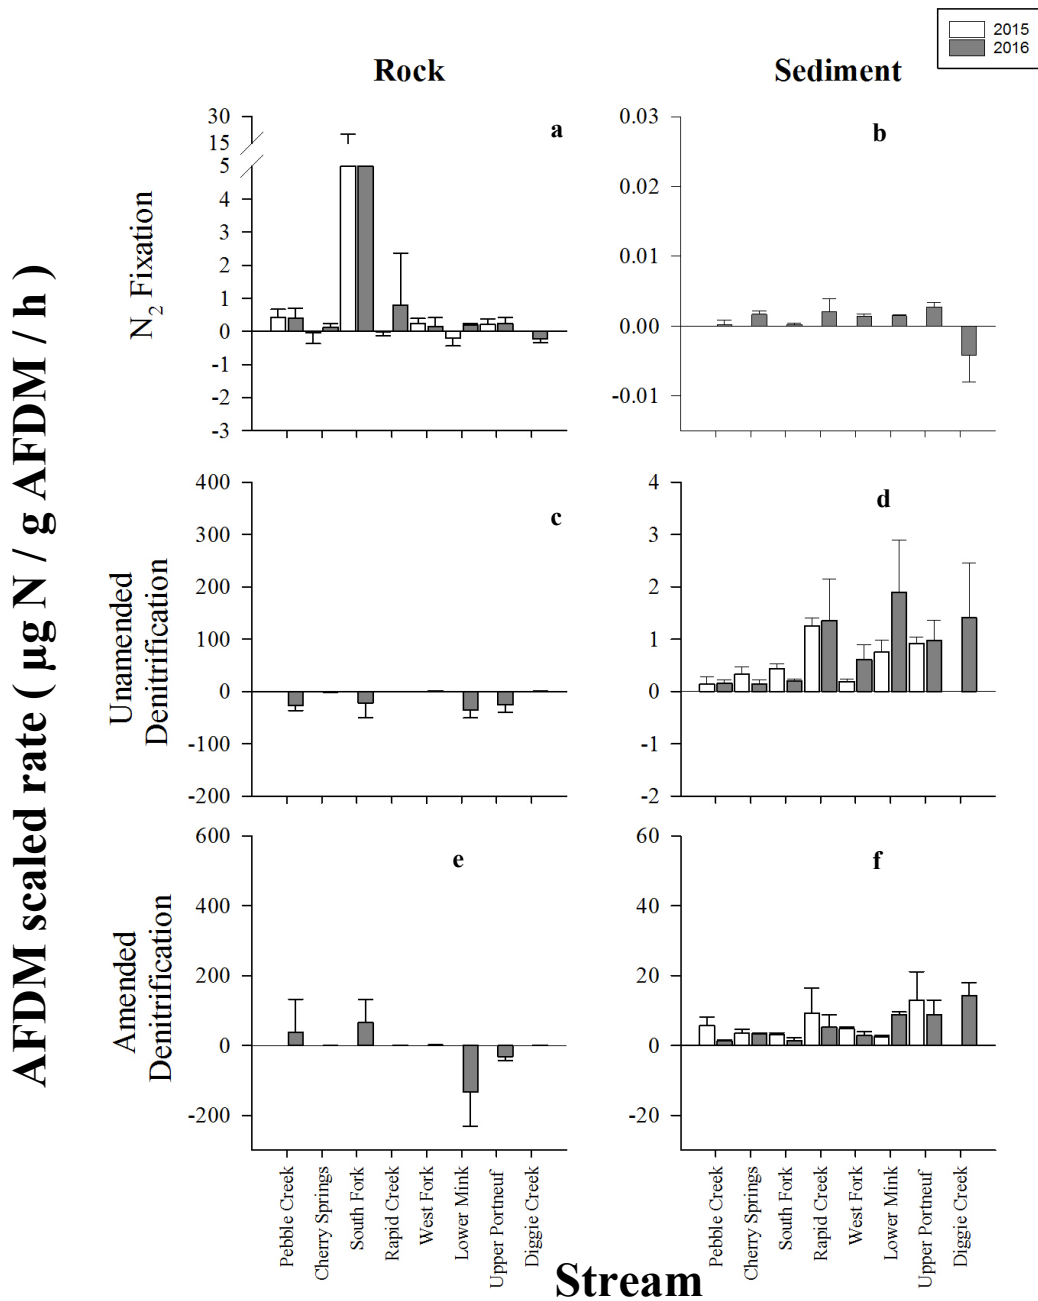 2015
2016
Rock
Sediment
AFDM scaled rate ( µg N / g AFDM / h )
N2 Fixation
30
15
5
4
3
2
1
0
-1
-2
-3
a
0.03
0.02
0.01
0.00
-0.01
b
Unamended
Denitrification
400
300
200
100
0
-100
-200
c
4
3
2
1
0
-1
-2
d
Amended
Denitrification
600
400
200
0
-200
e
60
40
20
0
-20
f
Pebble Creek
Cherry Springs
South Fork
Rapid Creek
West Fork
Lower Mink
Upper Portneuf
Diggie Creek
Pebble Creek
Cherry Springs
South Fork
Rapid Creek
West Fork
Lower Mink
Upper Portneuf
Diggie Creek
Stream